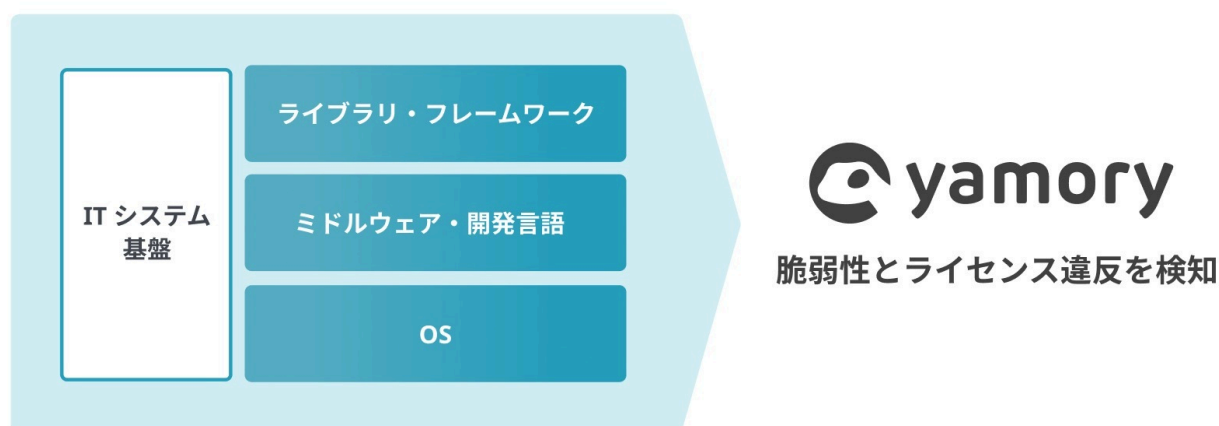 IT システム
基盤
ライブラリ・フレームワーク
ミドルウェア・開発言語
OS
yamory
脆弱性とライセンス違反を検知